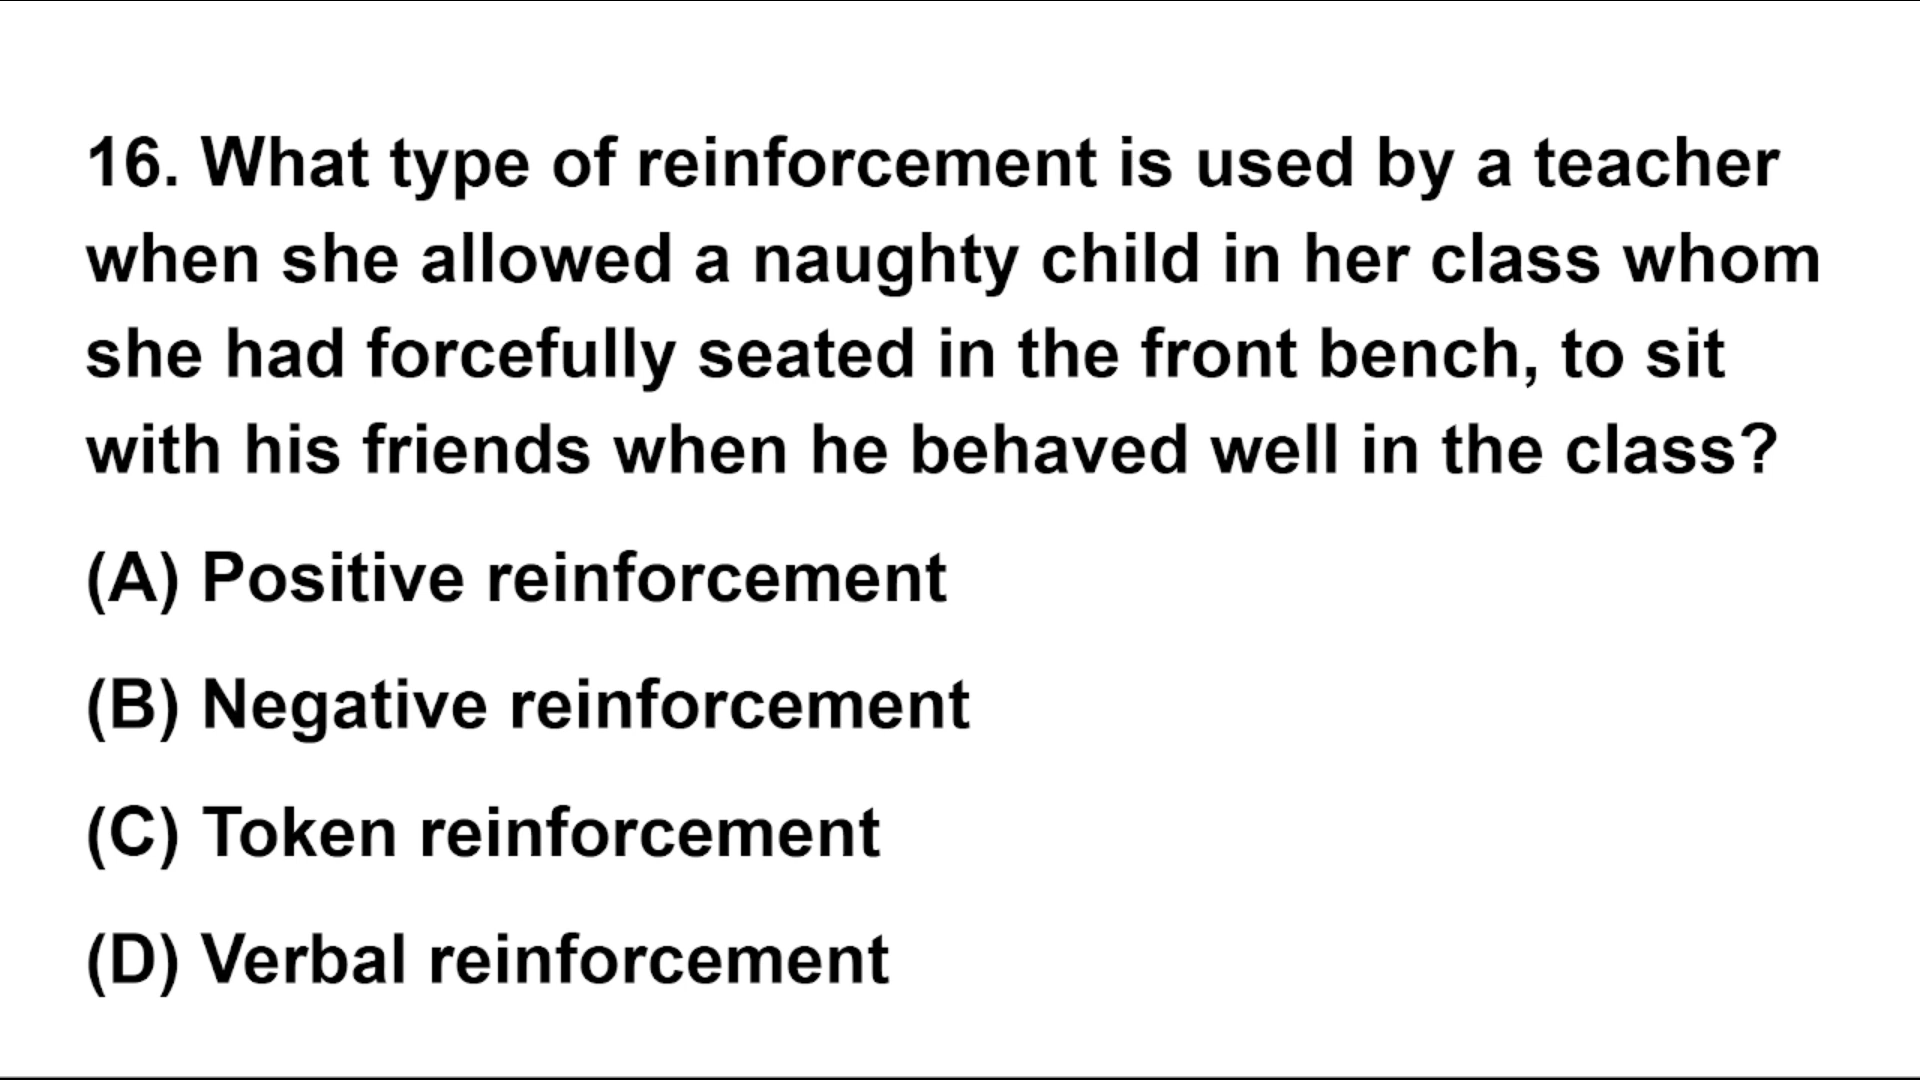 16. What type of reinforcement is used by a teacher
when she allowed a naughty child in her class whom
she had forcefully seated in the front bench, to sit
with his friends when he behaved well in the class?
(A) Positive reinforcement
(B) Negative reinforcement
(C) Token reinforcement
(D) Verbal reinforcement